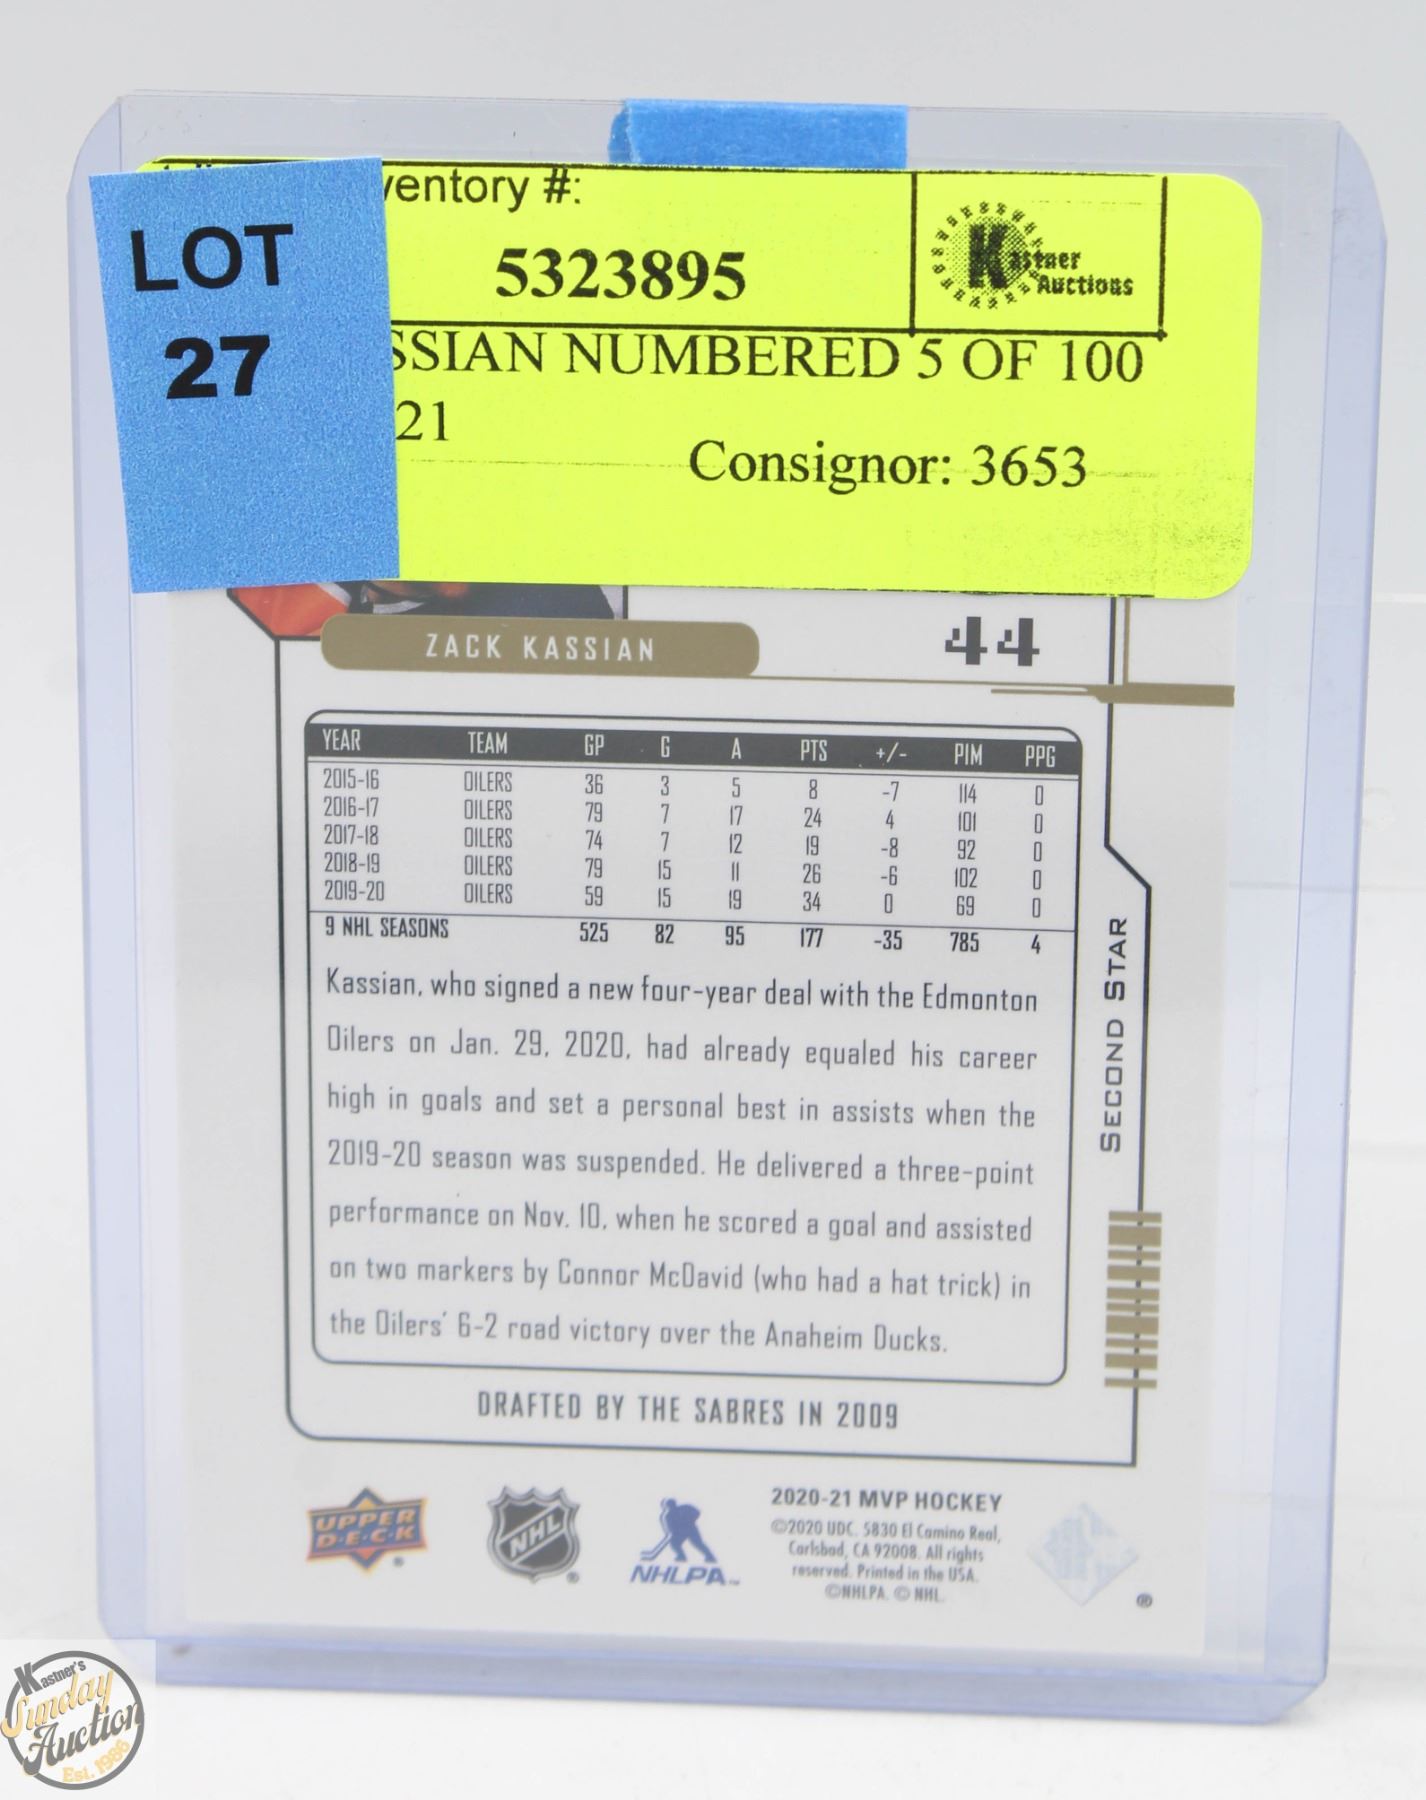 LOT
27
ventory #:
5323895
Kastner
Auctions
SSIAN NUMBERED 5 OF 100
21
Consignor: 3653
ZACK KASSIAN
44
YEAR TEAM GP G A PTS +/- PIM PPG
2015-16 OILERS 36 3 5 8 -7 114 0
2016-17 OILERS 79 7 17 24 4 101 0
2017-18 OILERS 74 7 12 19 -8 92 0
2018-19 OILERS 79 15 11 26 -6 102 0
2019-20 OILERS 59 15 19 34 0 69 0
9 NHL SEASONS 525 82 95 177 -35 785 4
Kassian, who signed a new four-year deal with the Edmonton
Oilers on Jan. 29, 2020, had already equaled his career
high in goals and set a personal best in assists when the
2019-20 season was suspended. He delivered a three-point
performance on Nov. 10, when he scored a goal and assisted
on two markers by Connor McDavid (who had a hat trick) in
the Oilers' 6-2 road victory over the Anaheim Ducks.
SECOND STAR
DRAFTED BY THE SABRES IN 2009
UPPER
D·E·C·K
®
NHL
®
NHLPA™
2020-21 MVP HOCKEY
©2020 UDC. 5830 El Camino Real,
Carlsbad, CA 92008. All rights
reserved. Printed in the USA.
©NHLPA. © NHL.
®
Kastner's
Sunday
Auction
Est. 1986